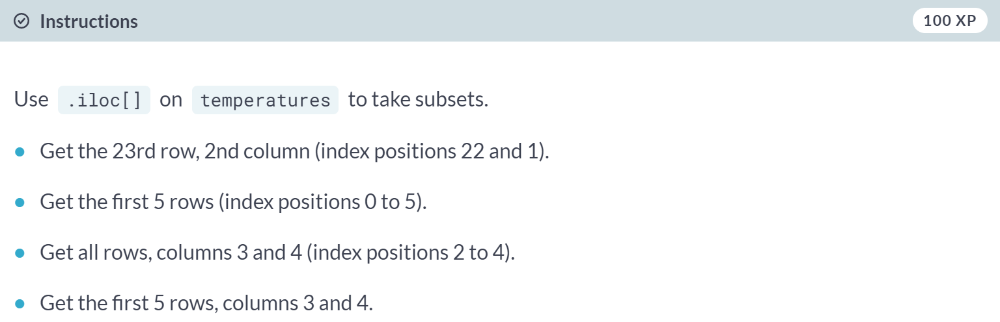 Instructions
100 XP
Use .iloc[] on temperatures to take subsets.
Get the 23rd row, 2nd column (index positions 22 and 1).
Get the first 5 rows (index positions 0 to 5).
Get all rows, columns 3 and 4 (index positions 2 to 4).
Get the first 5 rows, columns 3 and 4.